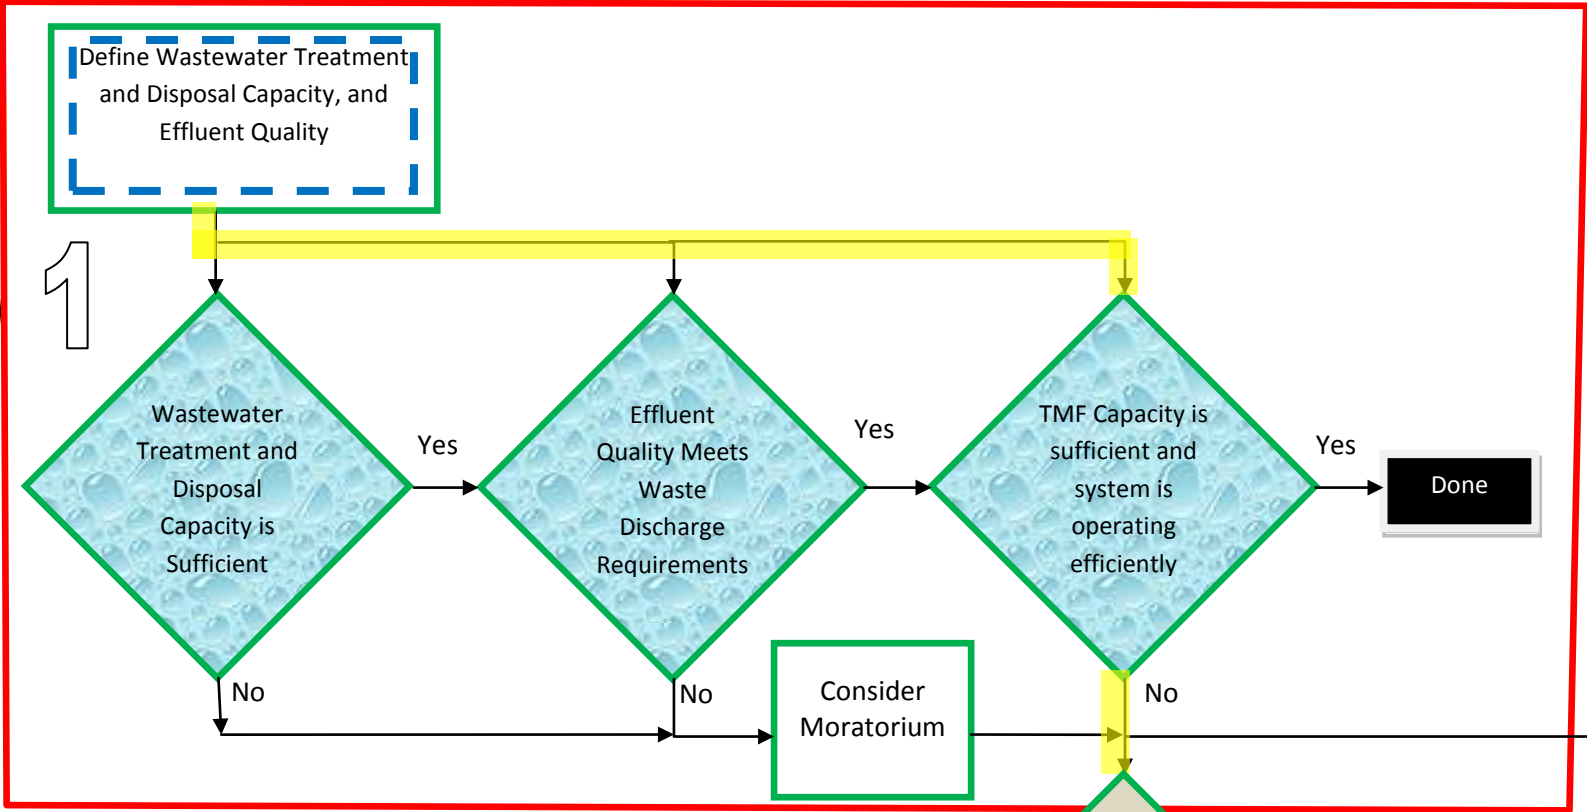 Define Wastewater Treatment
and Disposal Capacity, and
Effluent Quality
1
Wastewater
Treatment and
Disposal
Capacity is
Sufficient
Yes
No
Effluent
Quality Meets
Waste
Discharge
Requirements
Yes
No
TMF Capacity is
sufficient and
system is
operating
efficiently
Yes
No
Done
Consider
Moratorium